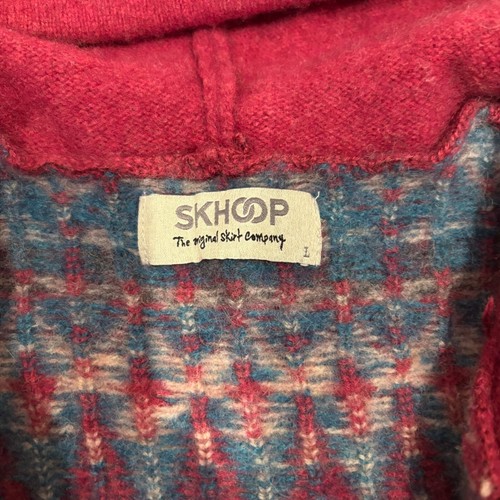 SKHOOP
The original Skirt Company
L